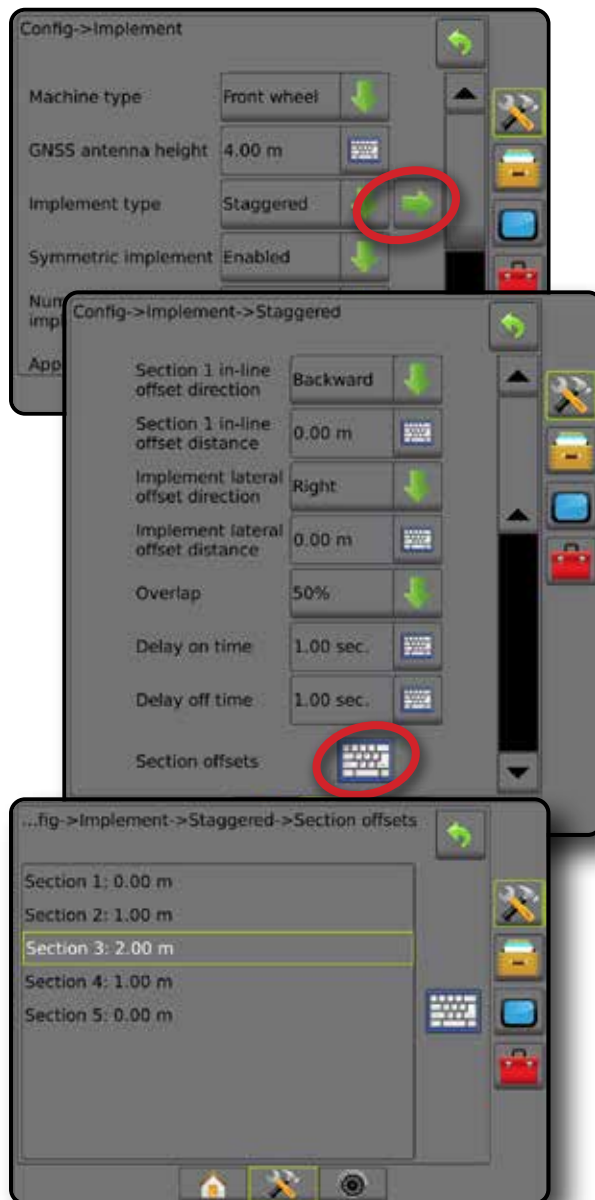 Config->Implement
Machine type Front wheel
GNSS antenna height 4.00 m
Implement type Staggered
Symmetric implement Enabled
Config->Implement->Staggered
Section 1 in-line
offset direction
Backward
Section 1 in-line
offset distance
0.00 m
Implement lateral
offset direction
Right
Implement lateral
offset distance
0.00 m
Overlap 50%
Delay on time 1.00 sec.
Delay off time 1.00 sec.
Section offsets
...fig->Implement->Staggered->Section offsets
Section 1: 0.00 m
Section 2: 1.00 m
Section 3: 2.00 m
Section 4: 1.00 m
Section 5: 0.00 m